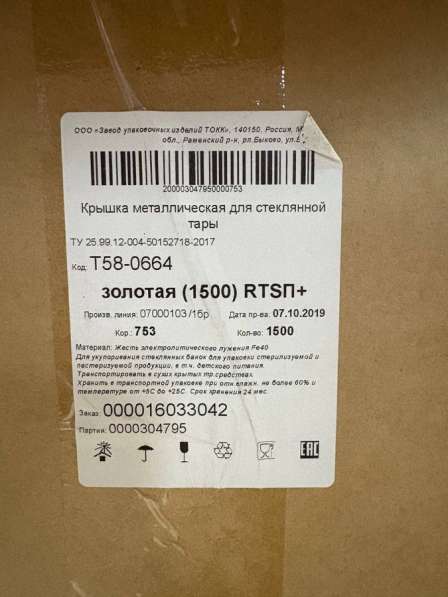 ООО «Завод упаковочных изделий ТОКК», 140150, Россия, М
обл., Раменский р-н, рп.Быково, ул.
200003047950000753
Крышка металлическая для стеклянной
тары
ТУ 25.99.12-004-50152718-2017
Код: Т58-0664
золотая (1500) RTSП+
Произв. линия: 07000103 /1бр Дата пр-ва: 07.10.2019
Кор.: 753 Кол-во: 1500
Материал: Жесть электролитического лужения Ре40
Для укупоривания стеклянных банок для упаковки стерилизуемой и
пастеризуемой продукции, в т.ч. детского питания.
Транспортировать в сухих крытых тр.средствах.
Хранить в транспортной упаковке при отн.влажн. не более 60% и
температуре от +5С до +25С. Срок хранения 24 мес.
Заказ: 000016033042
Партия: 0000304795
ЕАС